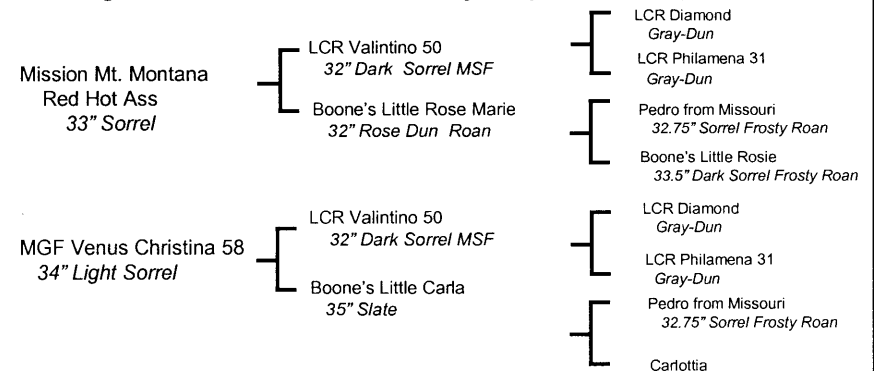 Mission Mt. Montana
Red Hot Ass
33" Sorrel
LCR Valintino 50
32" Dark Sorrel MSF
Boone's Little Rose Marie
32" Rose Dun Roan
LCR Diamond
Gray-Dun
LCR Philamena 31
Gray-Dun
Pedro from Missouri
32.75" Sorrel Frosty Roan
Boone's Little Rosie
33.5" Dark Sorrel Frosty Roan
MGF Venus Christina 58
34" Light Sorrel
LCR Valintino 50
32" Dark Sorrel MSF
Boone's Little Carla
35" Slate
LCR Diamond
Gray-Dun
LCR Philamena 31
Gray-Dun
Pedro from Missouri
32.75" Sorrel Frosty Roan
Carlottia